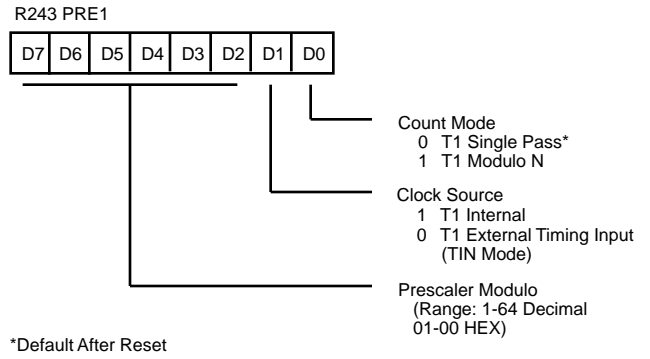 R243 PRE1
D7 D6 D5 D4 D3 D2 D1 D0
Count Mode
0 T1 Single Pass*
1 T1 Modulo N
Clock Source
1 T1 Internal
0 T1 External Timing Input
(TIN Mode)
Prescaler Modulo
(Range: 1-64 Decimal
01-00 HEX)
*Default After Reset